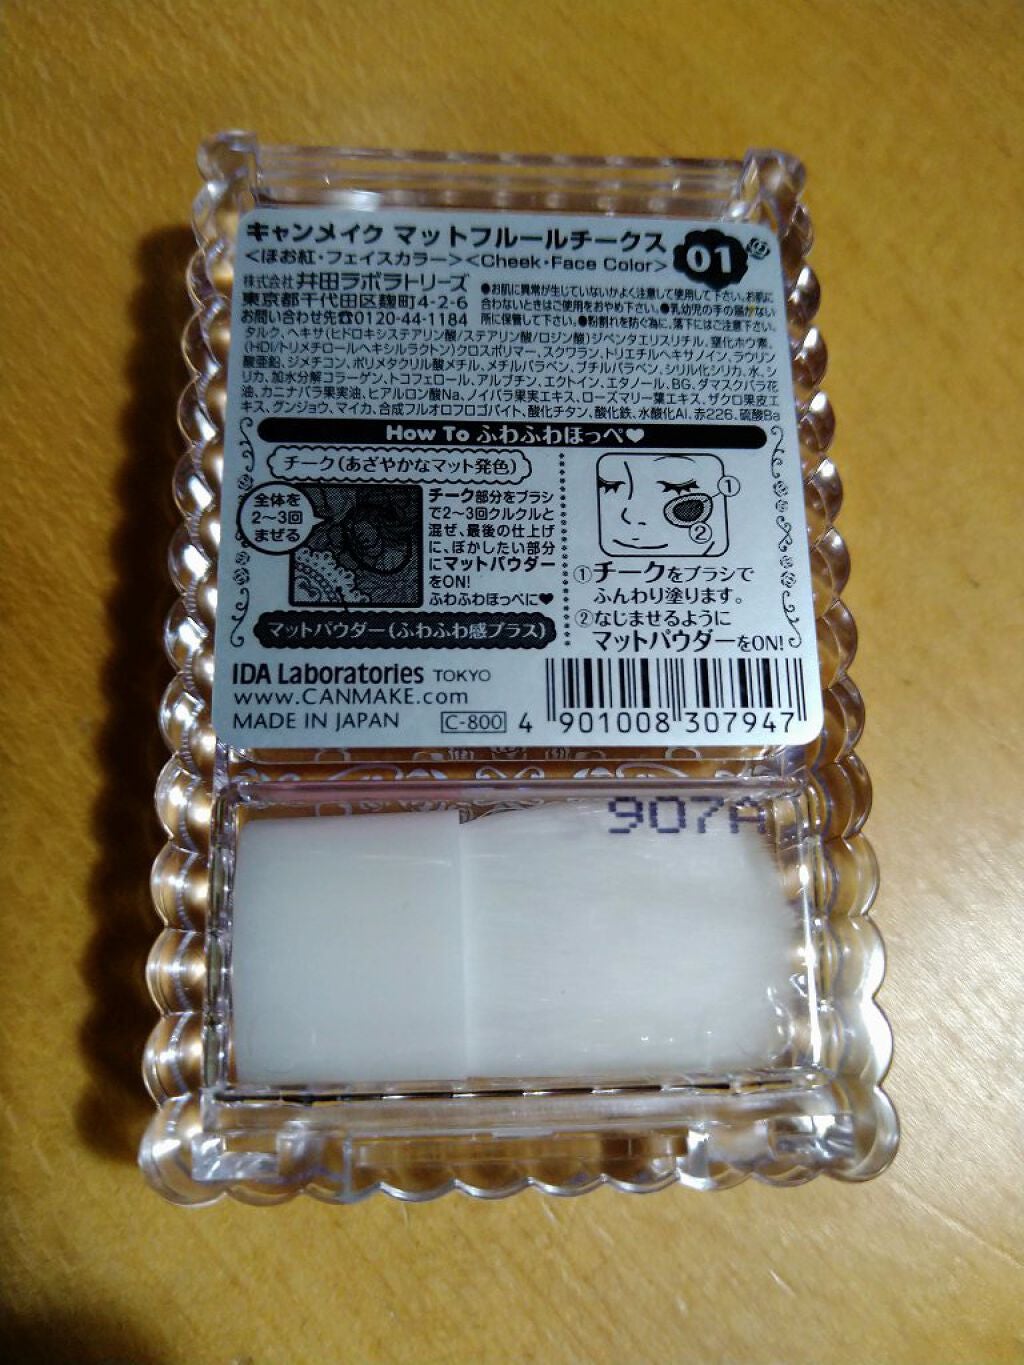 キャンメイク マットフルールチークス
<ほお紅・フェイスカラー><Cheek・Face Color>
01
株式会社 井田ラボラトリーズ
東京都千代田区麹町4-2-6
お問い合わせ先☎0120-44-1184
●お肌に異常が生じていないかよく注意して使用して下さい。お肌に
合わないときはご使用をおやめ下さい。●乳幼児の手の届かない
所に保管して下さい。●粉割れを防ぐ為に、落下にはご注意下さい。
タルク、ヘキサ(ヒドロキシステアリン酸/ステアリン酸/ロジン酸)ジペンタエリスリチル、窒化ホウ素、
(HDI/トリメチロールヘキシルラクトン)クロスポリマー、スクワラン、トリエチルヘキサノイン、ラウリン
酸亜鉛、ジメチコン、ポリメタクリル酸メチル、メチルパラベン、ブチルパラベン、シリル化シリカ、水、シ
リカ、加水分解コラーゲン、トコフェロール、アルブチン、エクトイン、エタノール、BG、ダマスクバラ花
油、カニナバラ果実油、ヒアルロン酸Na、ノイバラ果実エキス、ローズマリー葉エキス、ザクロ果皮エ
キス、グンジョウ、マイカ、合成フルオロフロゴパイト、酸化チタン、酸化鉄、水酸化Al、赤226、硫酸Ba
How To ふわふわほっぺ♥
チーク(あざやかなマット発色)
全体を
2〜3回
まぜる
チーク部分をブラシ
で2〜3回クルクルと
混ぜ、最後の仕上げ
に、ぼかしたい部分
にマットパウダー
をON!
ふわふわほっぺに♥
マットパウダー(ふわふわ感プラス)
①
②
①チークをブラシで
ふんわり塗ります。
②なじませるように
マットパウダーをON!
IDA Laboratories TOKYO
www.CANMAKE.com
MADE IN JAPAN C-800
4 901008 307947
907A